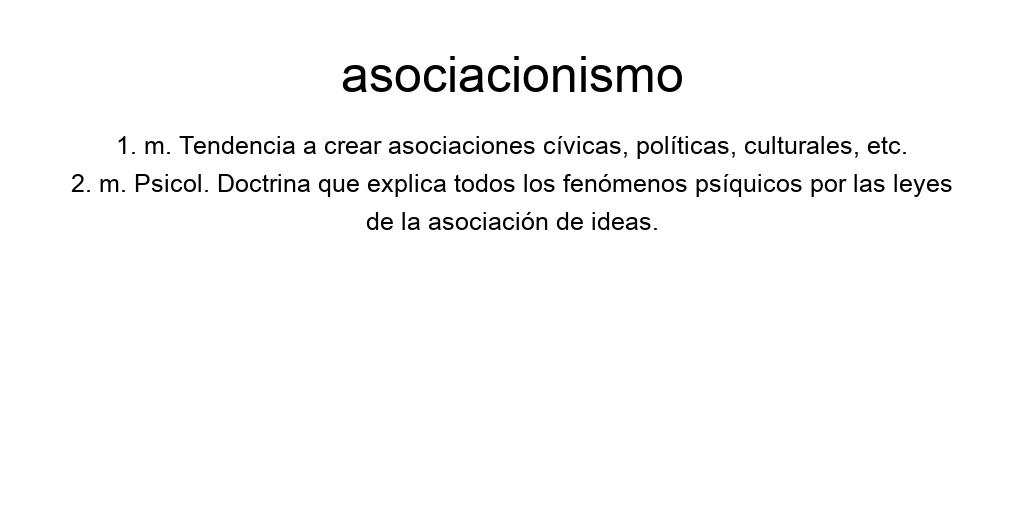 asociacionismo
1. m. Tendencia a crear asociaciones cívicas, políticas, culturales, etc.
2. m. Psicol. Doctrina que explica todos los fenómenos psíquicos por las leyes
de la asociación de ideas.